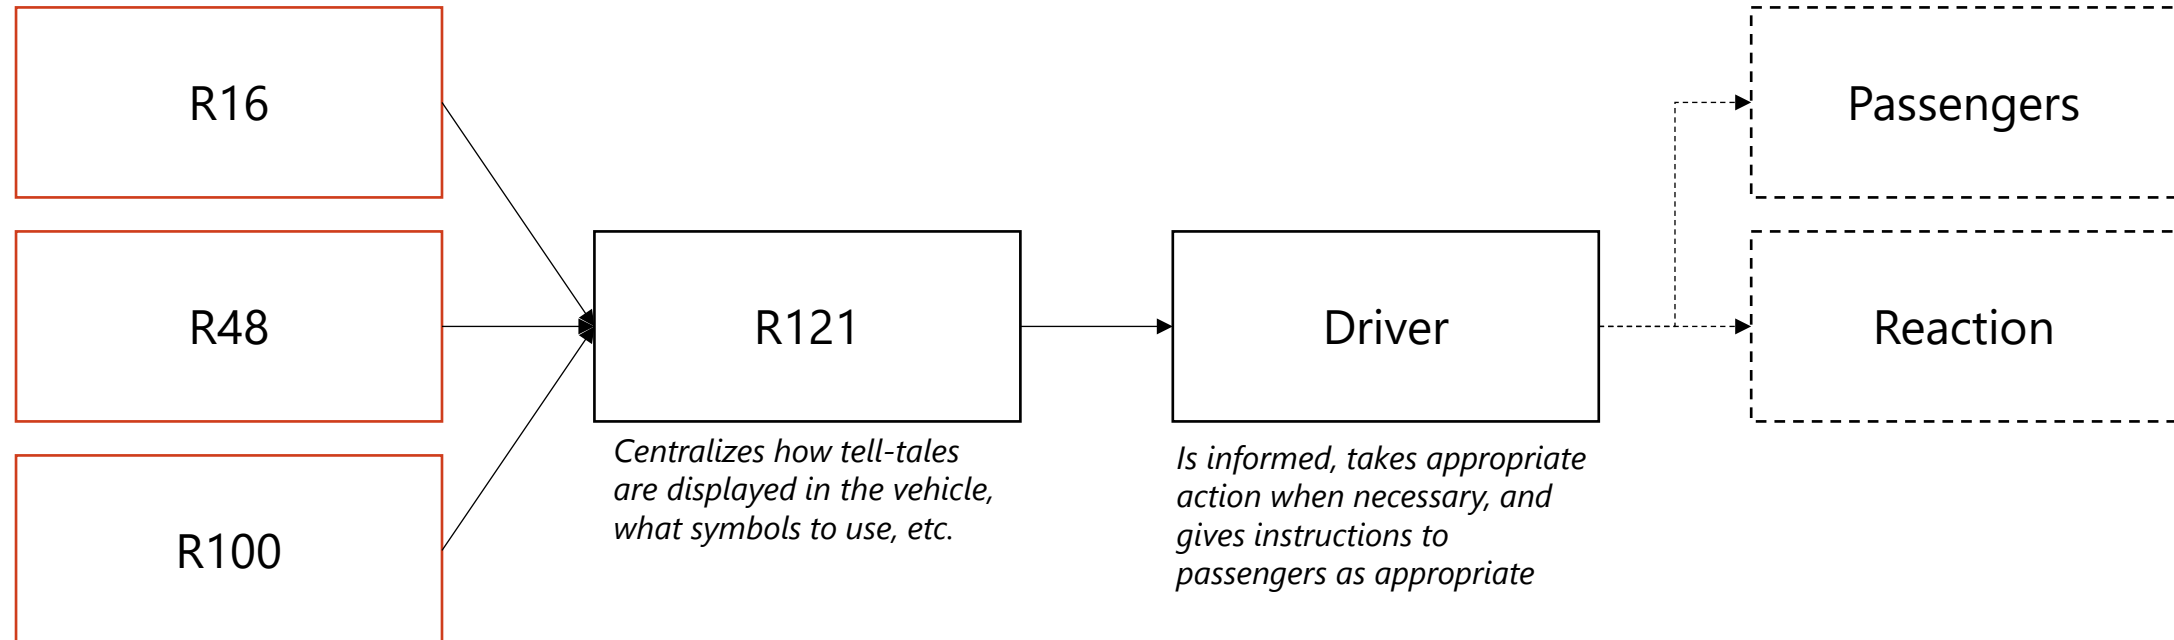 R16
Passengers
R48
R121
Driver
Reaction
Centralizes how tell-tales
are displayed in the vehicle,
what symbols to use, etc.
Is informed, takes appropriate
action when necessary, and
gives instructions to
passengers as appropriate
R100